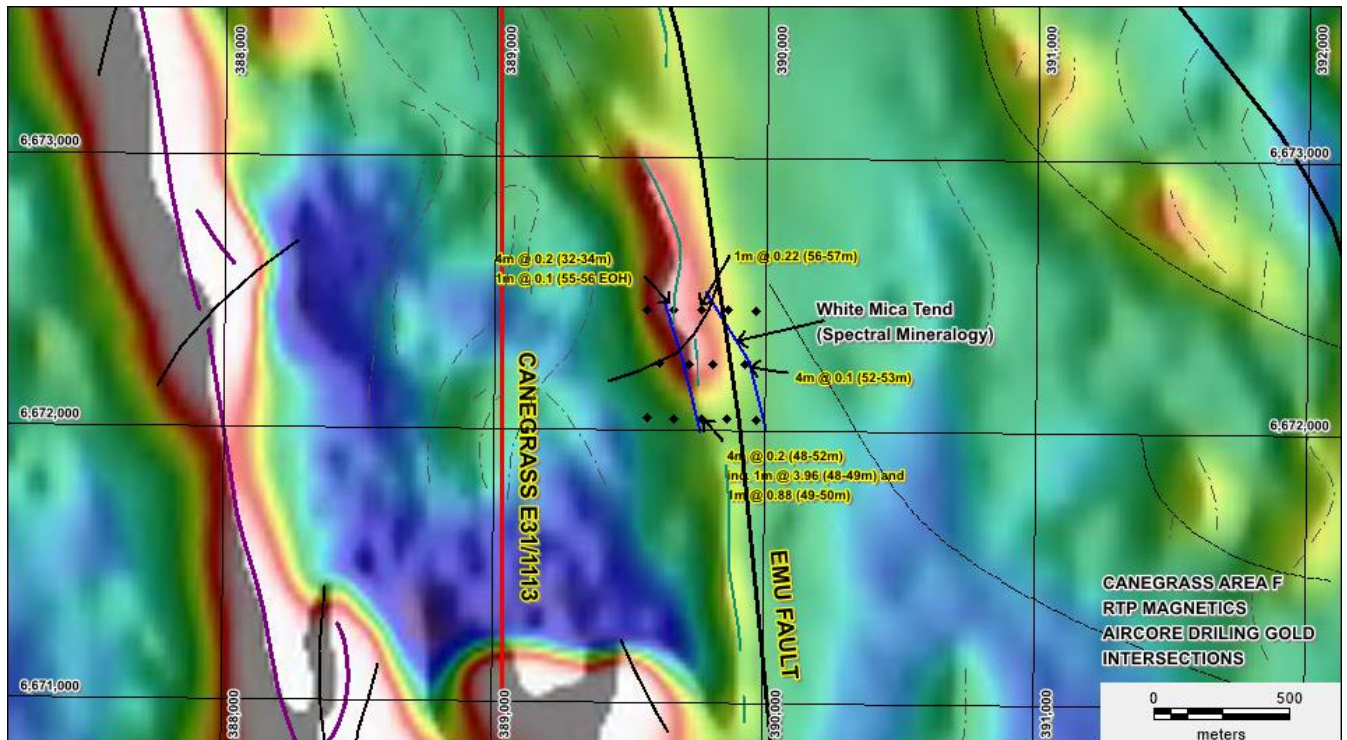 388,000
389,000
390,000
391,000
392,000
6,673,000
6,673,000
4m @ 0.2 (32-34m)
1m @ 0.1 (55-56 EOH)
1m @ 0.22 (56-57m)
White Mica Tend
(Spectral Mineralogy)
4m @ 0.1 (52-53m)
CANEGRASS E31/1113
6,672,000
6,672,000
4m @ 0.2 (48-52m)
inc 1m @ 3.96 (48-49m) and
1m @ 0.88 (49-50m)
EMU FAULT
CANEGRASS AREA F
RTP MAGNETICS
AIRCORE DRILING GOLD
INTERSECTIONS
6,671,000
388,000
389,000
390,000
391,000
0 500
meters